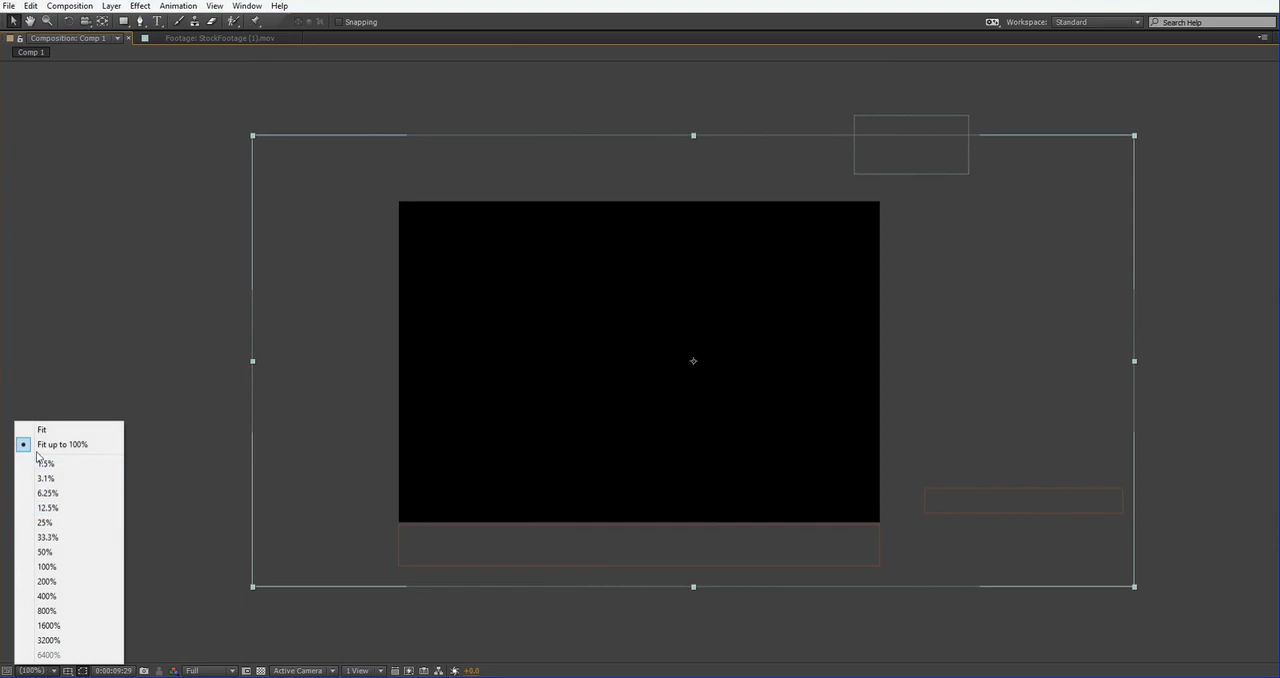 File Edit Composition Layer Effect Animation View Window Help
Snapping Workspace: Standard Search Help
Composition: Comp 1 Footage: StockFootage (1).mov
Comp 1
Fit
Fit up to 100%
1.5%
3.1%
6.25%
12.5%
25%
33.3%
50%
100%
200%
400%
800%
1600%
3200%
6400%
(100%) 0:00:09:29 Full Active Camera 1 View +0.0